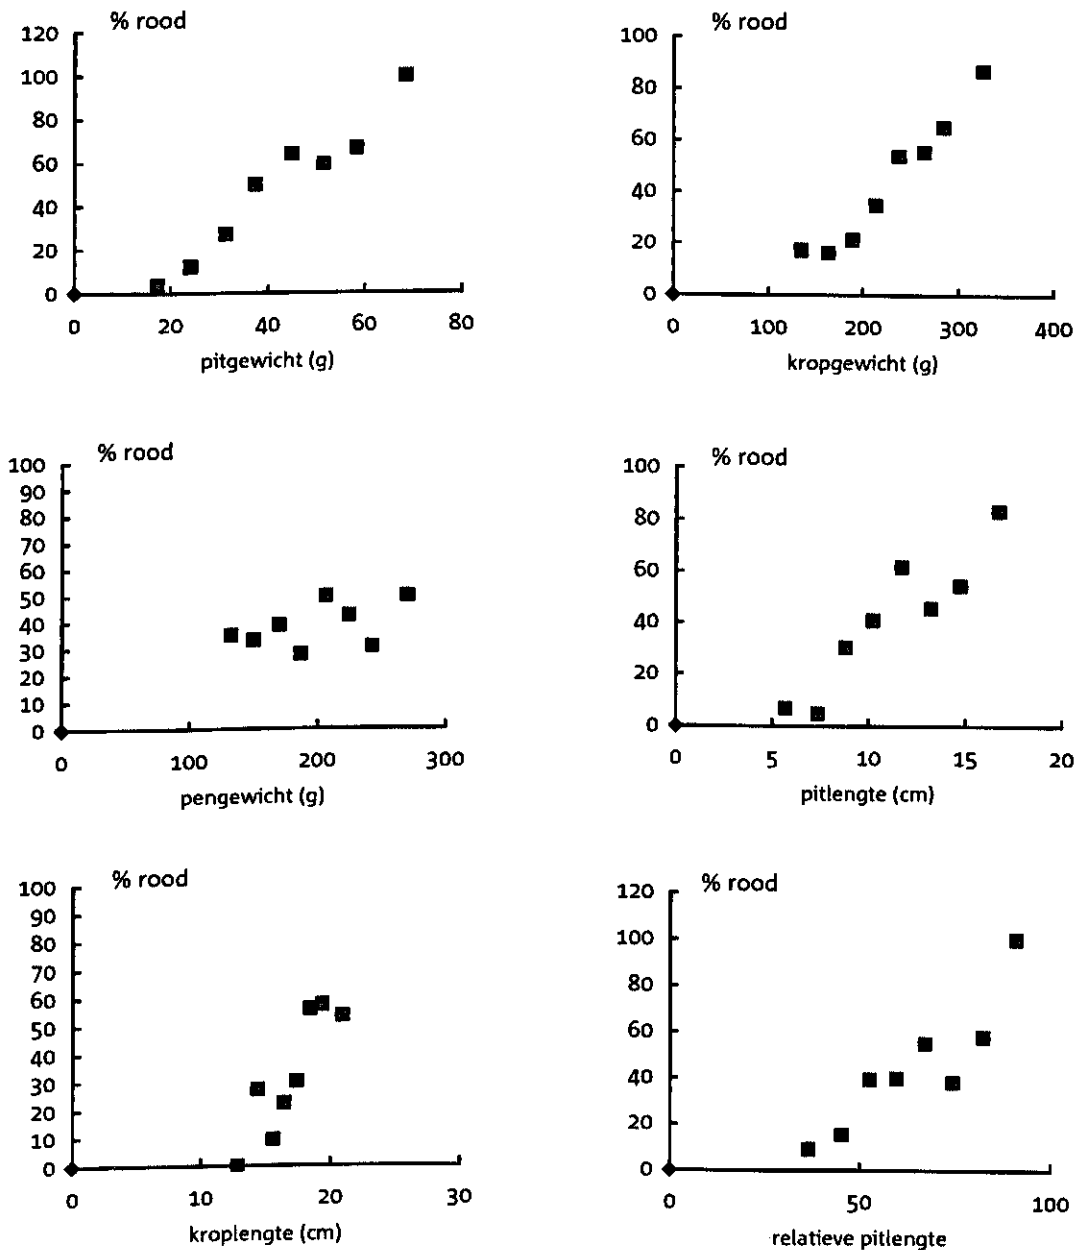 % rood
120
100
80
60
40
20
0
0 20 40 60 80
pitgewicht (g)
% rood
100
80
60
40
20
0
0 100 200 300 400
kropgewicht (g)
% rood
100
90
80
70
60
50
40
30
20
10
0
0 100 200 300
pengewicht (g)
% rood
100
80
60
40
20
0
0 5 10 15 20
pitlengte (cm)
% rood
100
90
80
70
60
50
40
30
20
10
0
0 10 20 30
kroplengte (cm)
% rood
120
100
80
60
40
20
0
0 50 100
relatieve pitlengte